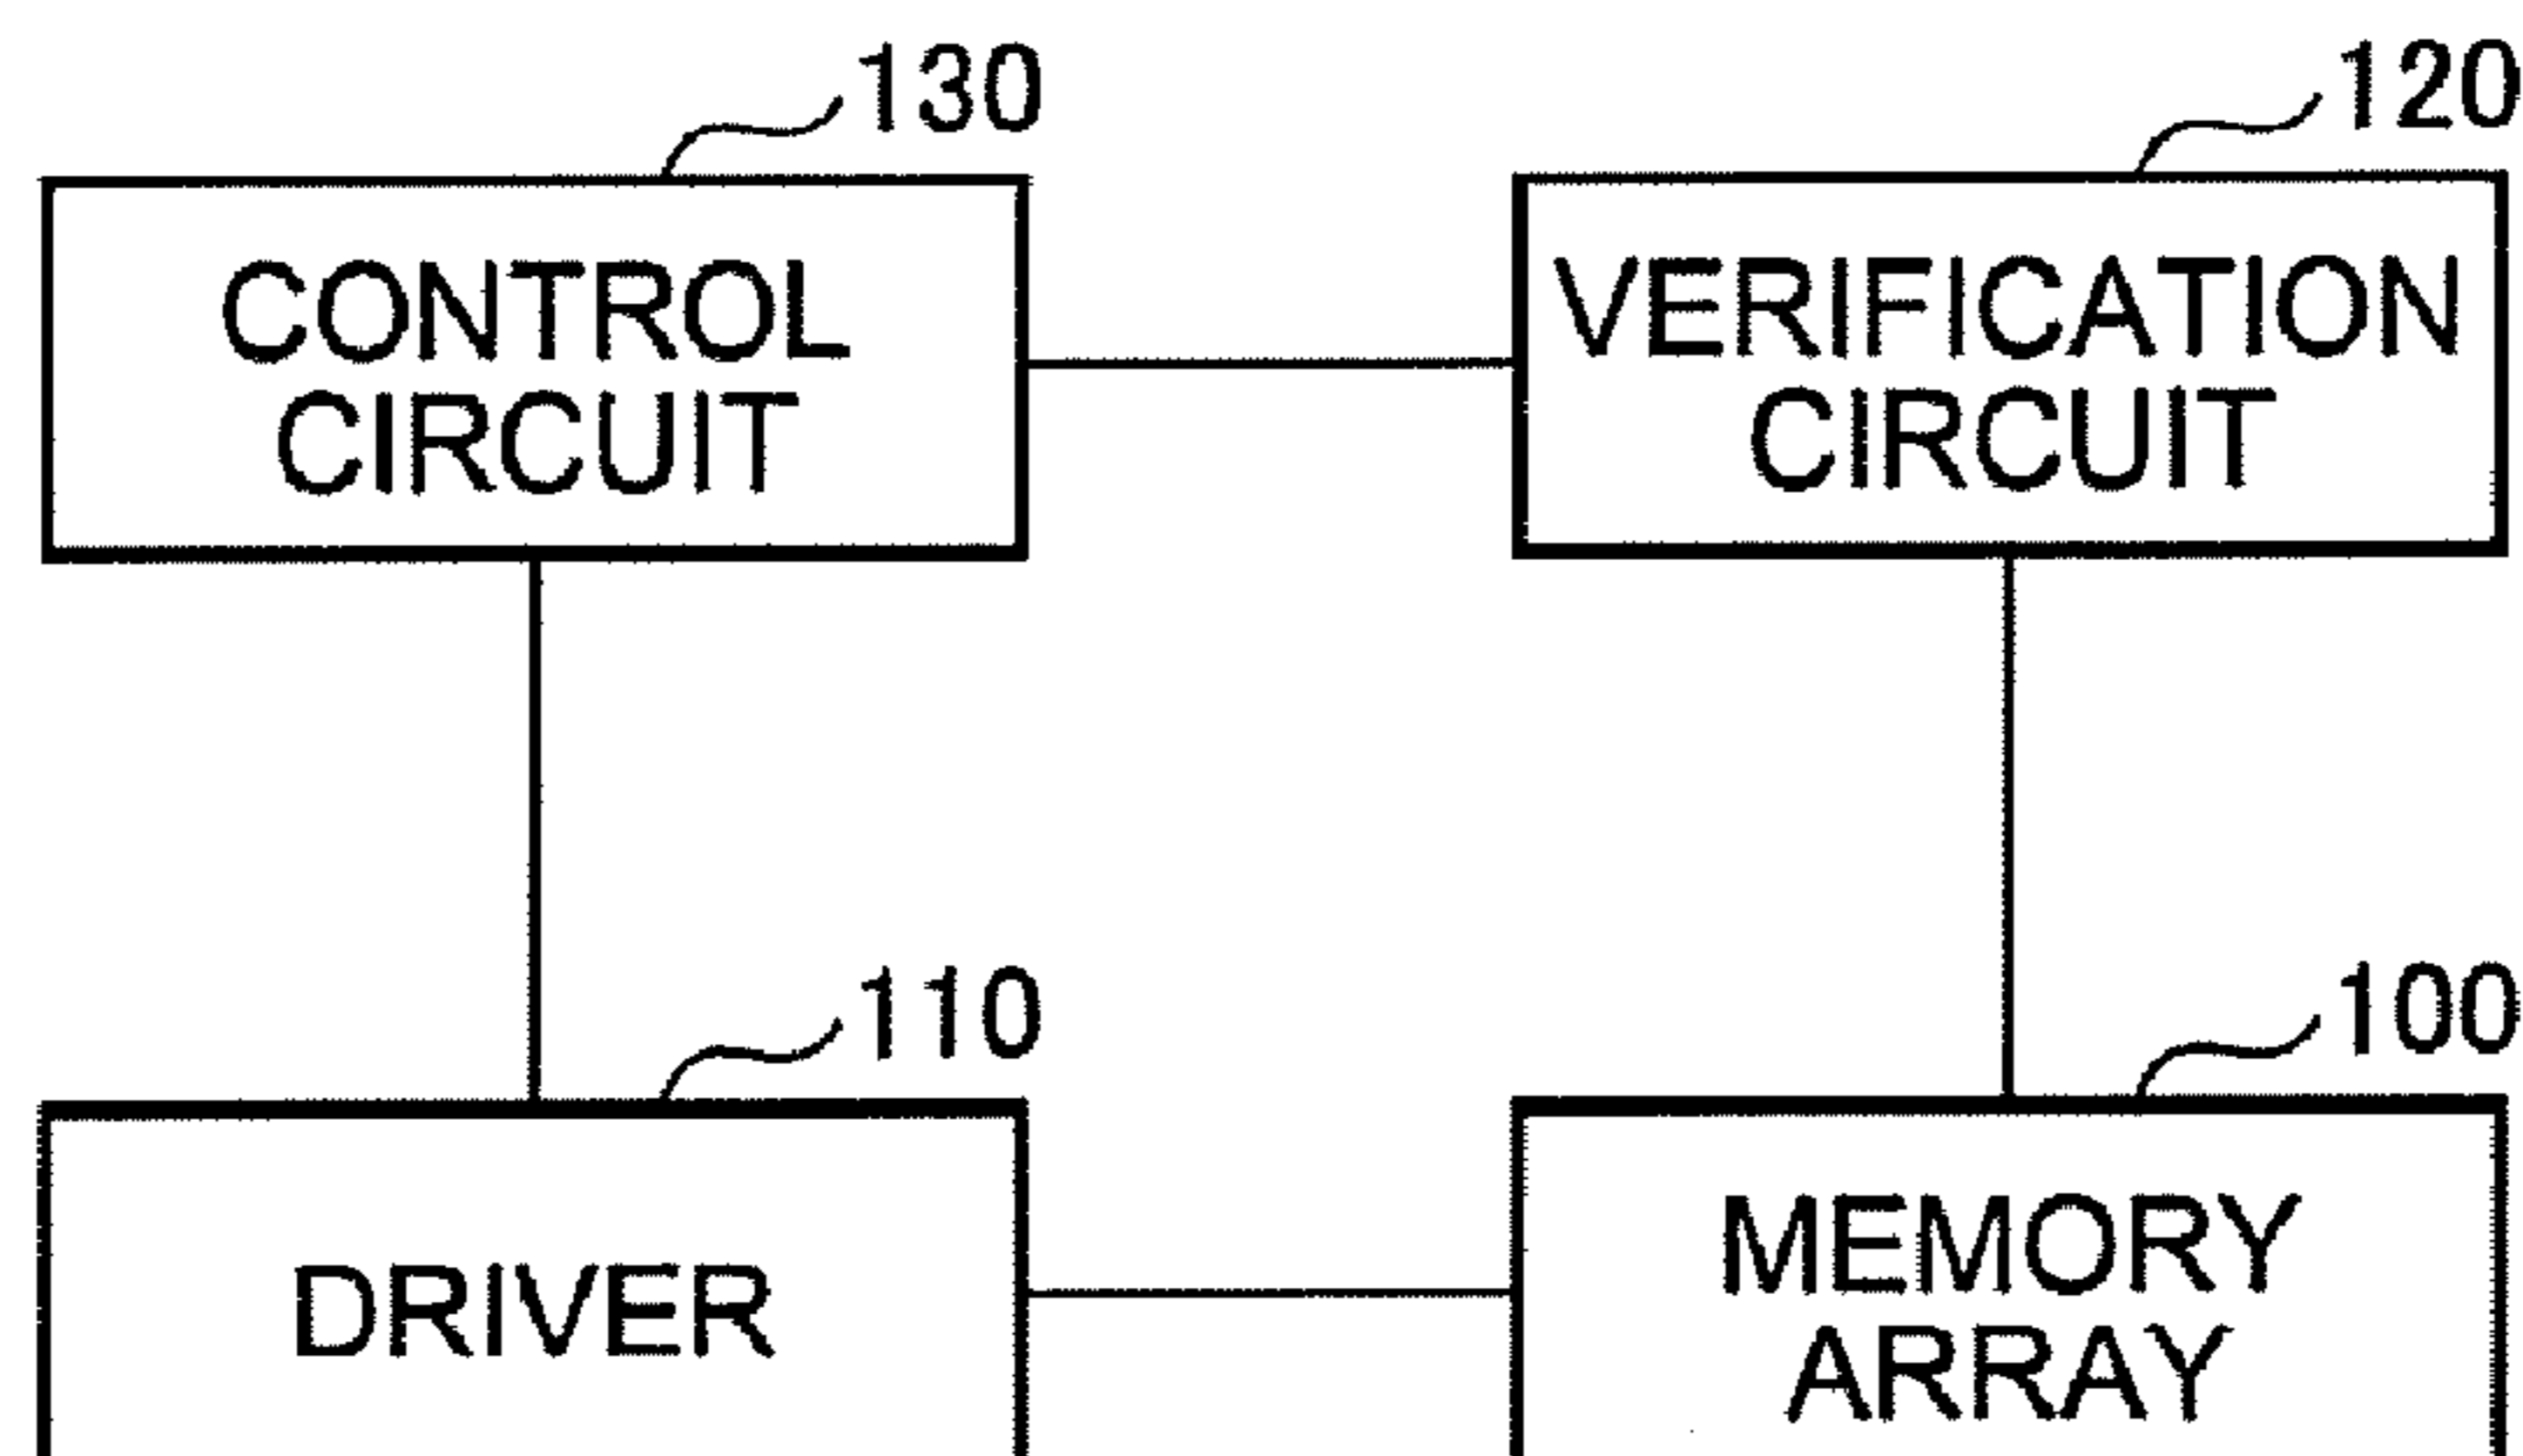 130
120
CONTROL
CIRCUIT
VERIFICATION
CIRCUIT
110
100
DRIVER
MEMORY
ARRAY